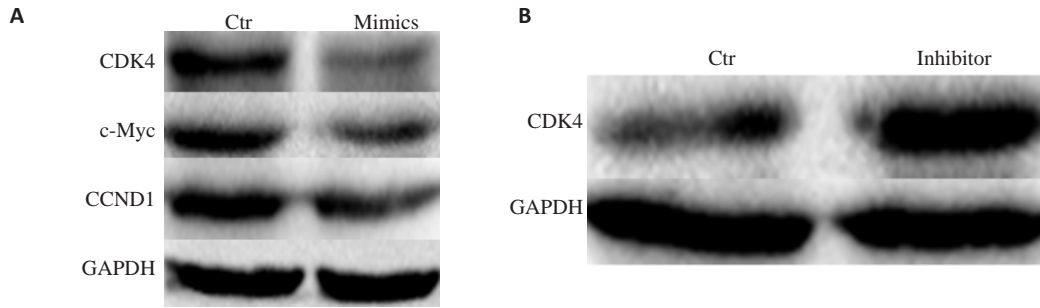 A
Ctr Mimics
CDK4
c-Myc
CCND1
GAPDH
B
Ctr Inhibitor
CDK4
GAPDH